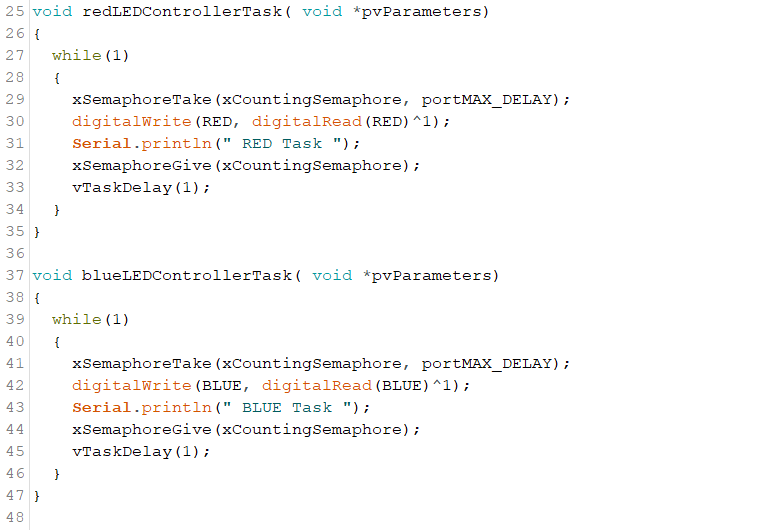 25 void redLEDControllerTask( void *pvParameters)
26 {
27   while(1)
28   {
29     xSemaphoreTake(xCountingSemaphore, portMAX_DELAY);
30     digitalWrite(RED, digitalRead(RED)^1);
31     Serial.println(" RED Task ");
32     xSemaphoreGive(xCountingSemaphore);
33     vTaskDelay(1);
34   }
35 }
36
37 void blueLEDControllerTask( void *pvParameters)
38 {
39   while(1)
40   {
41     xSemaphoreTake(xCountingSemaphore, portMAX_DELAY);
42     digitalWrite(BLUE, digitalRead(BLUE)^1);
43     Serial.println(" BLUE Task ");
44     xSemaphoreGive(xCountingSemaphore);
45     vTaskDelay(1);
46   }
47 }
48